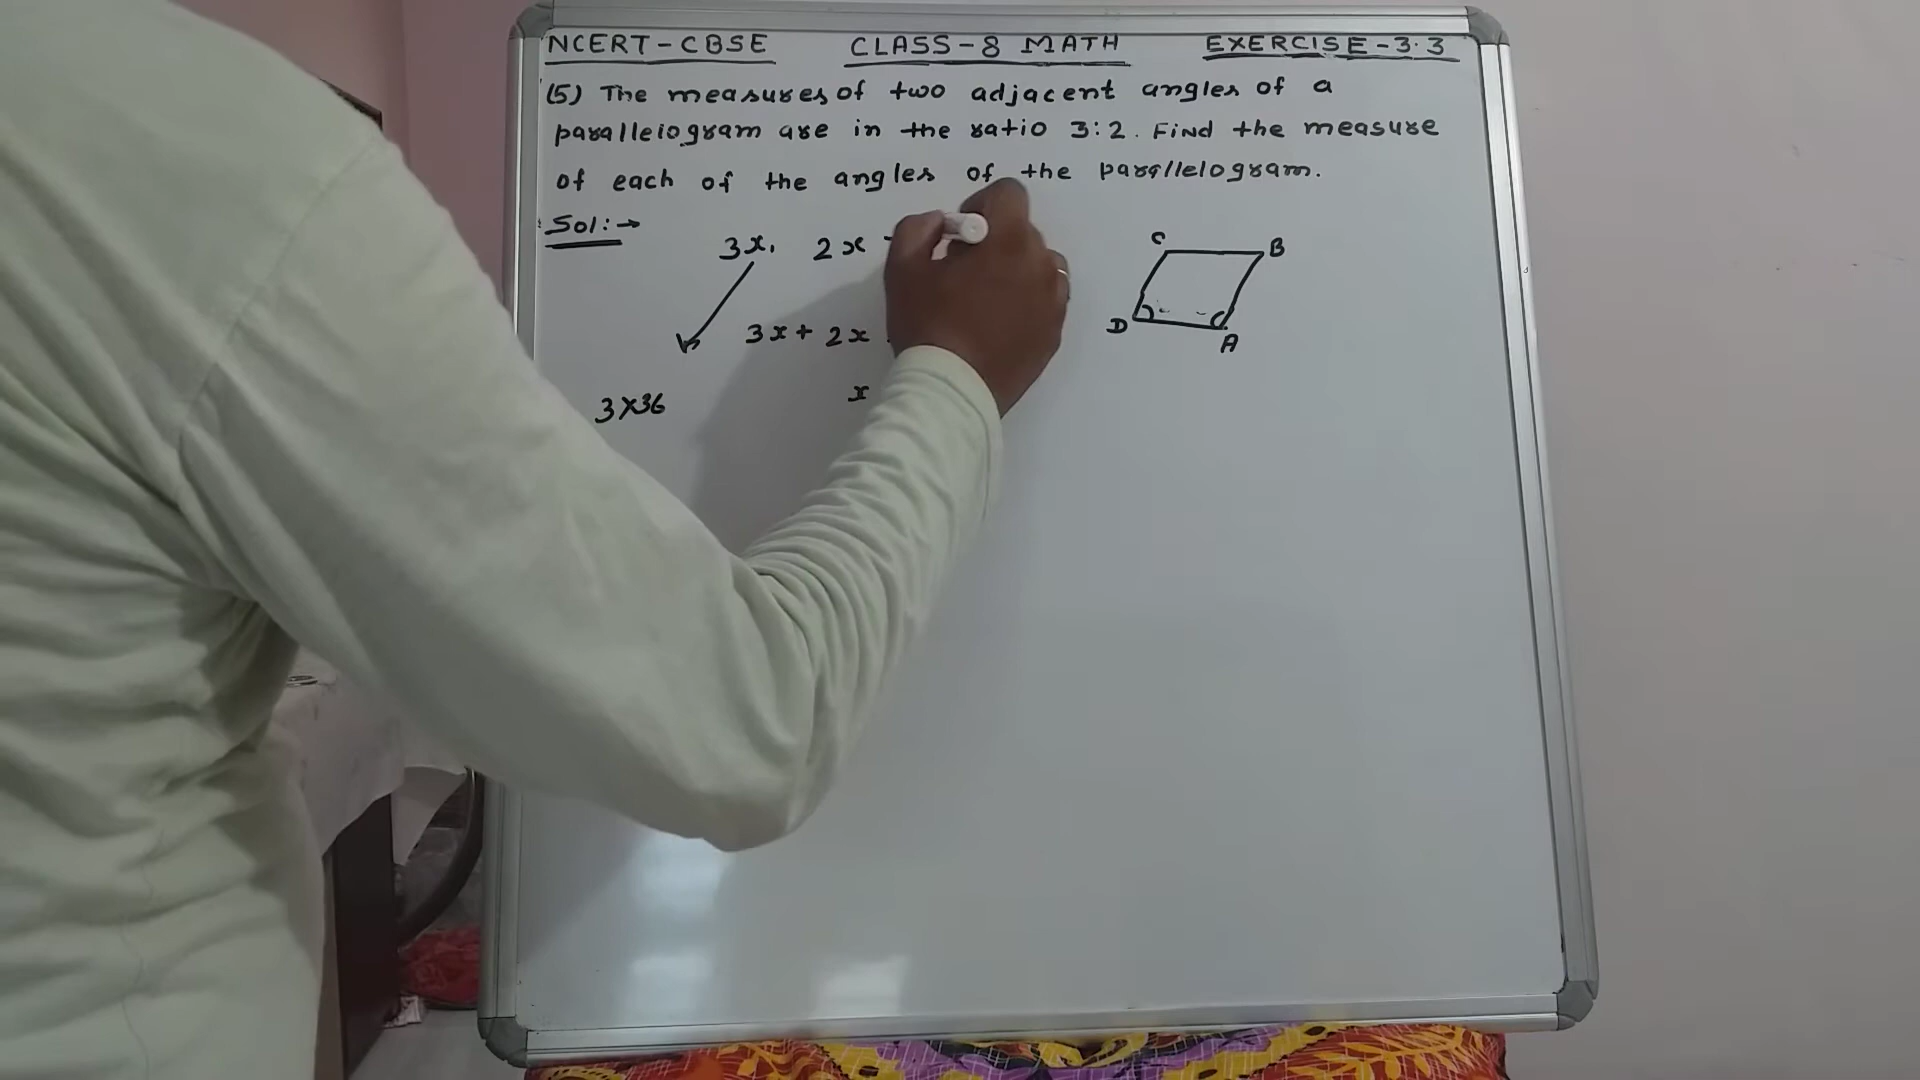 NCERT-CBSE CLASS-8 MATH EXERCISE-3.3
(5) The measures of two adjacent angles of a
parallelogram are in the ratio 3:2. Find the measure
of each of the angles of the parallelogram.
Sol:→
3x, 2x
3x+2x
x
3×36
C B
D A